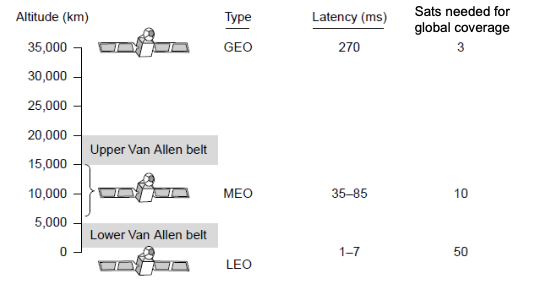 Altitude (km) Type Latency (ms) Sats needed for
global coverage
35,000 GEO 270 3
30,000
25,000
20,000
Upper Van Allen belt
15,000
10,000 MEO 35–85 10
5,000
Lower Van Allen belt
0 1–7 50
LEO